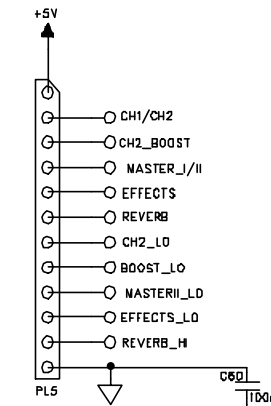 +5V
CH1/CH2
CH2_BOOST
MASTER_I/II
EFFECTS
REVERB
CH2_LO
BOOST_LO
MASTERII_LO
EFFECTS_LO
REVERB_HI
PL5
C60